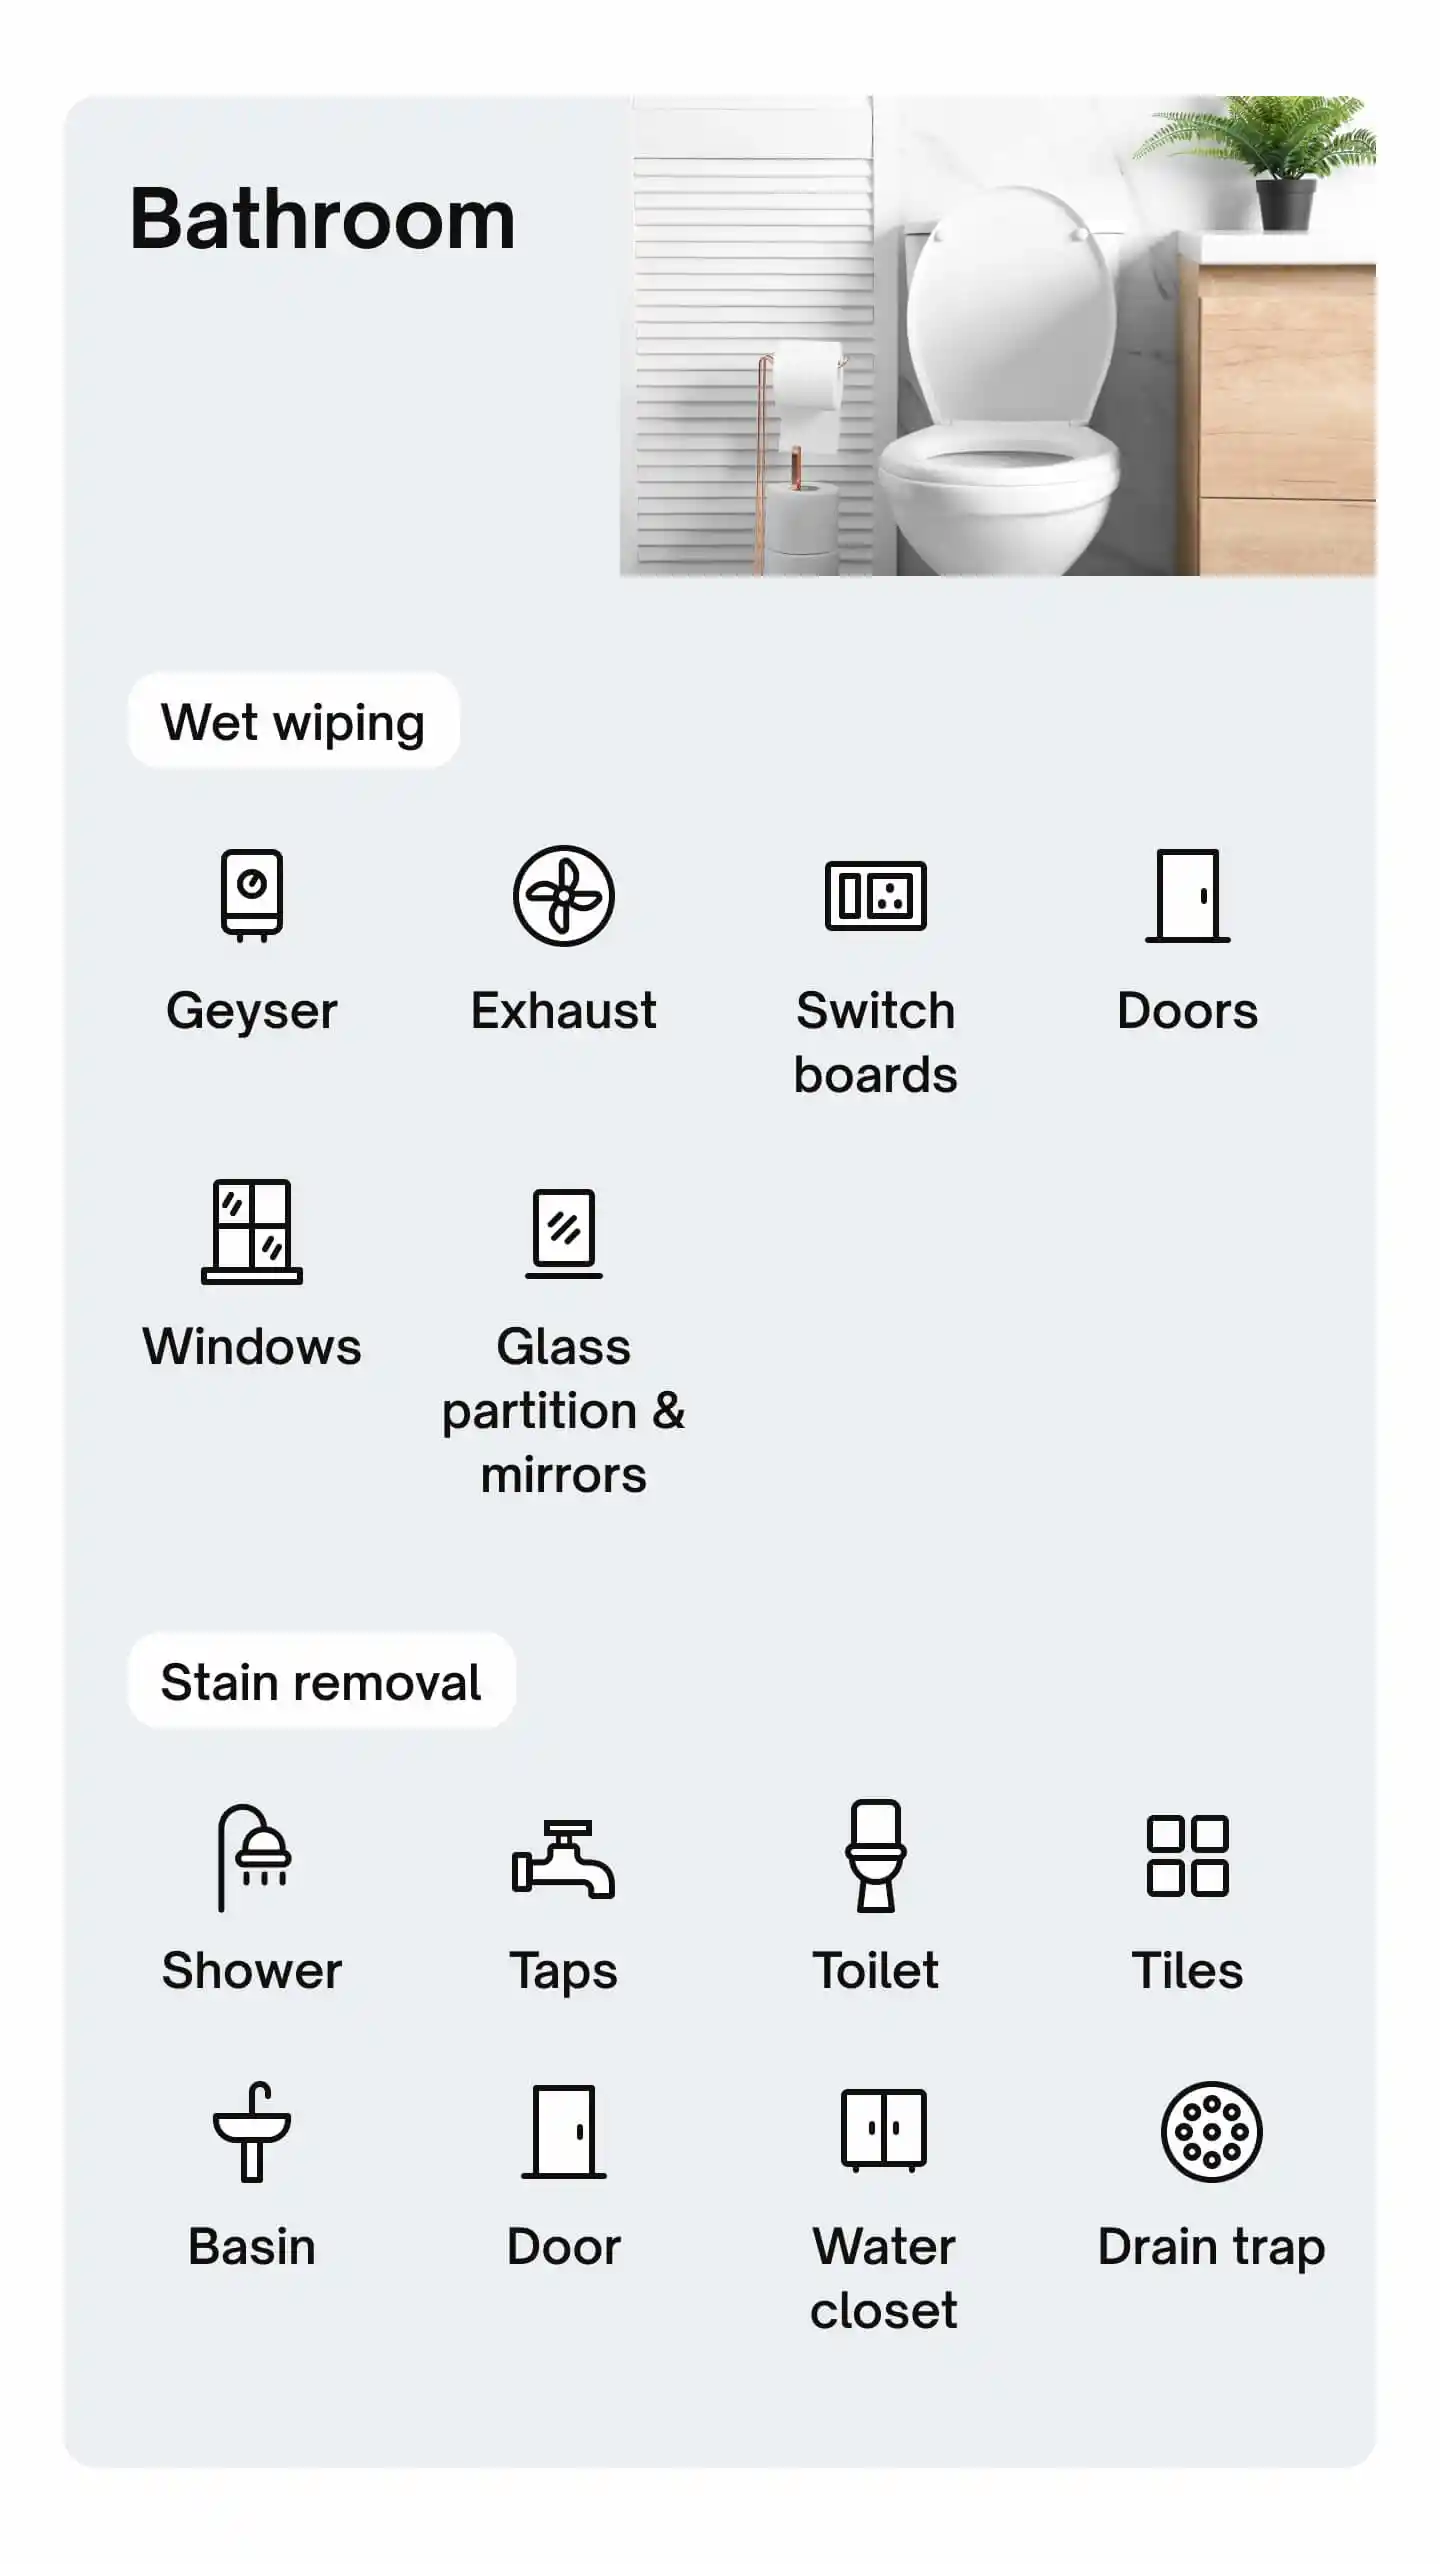 Bathroom
Wet wiping
Geyser
Exhaust
Switch
boards
Doors
Windows
Glass
partition &
mirrors
Stain removal
Shower
Taps
Toilet
Tiles
Basin
Door
Water
closet
Drain trap